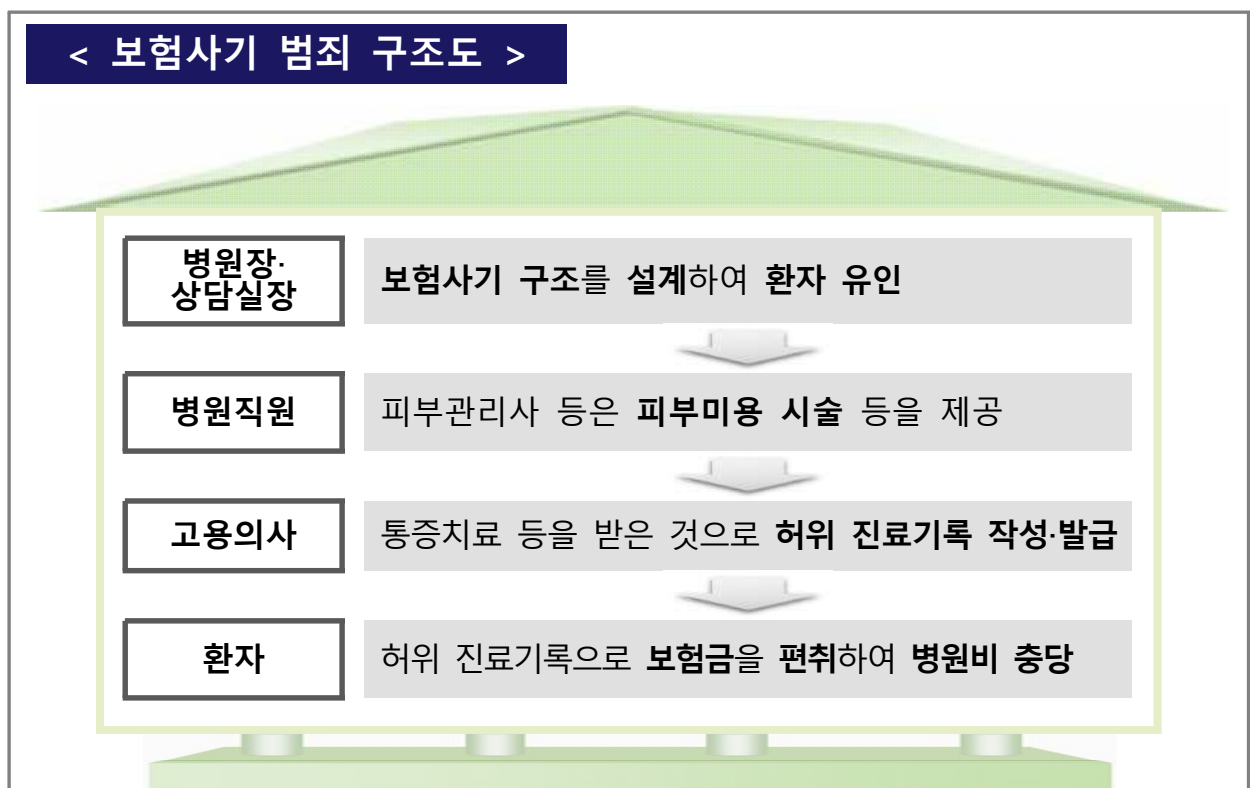 < 보험사기 범죄 구조도 >
병원장·
상담실장
보험사기 구조를 설계하여 환자 유인
병원직원
피부관리사 등은 피부미용 시술 등을 제공
고용의사
통증치료 등을 받은 것으로 허위 진료기록 작성·발급
환자
허위 진료기록으로 보험금을 편취하여 병원비 충당